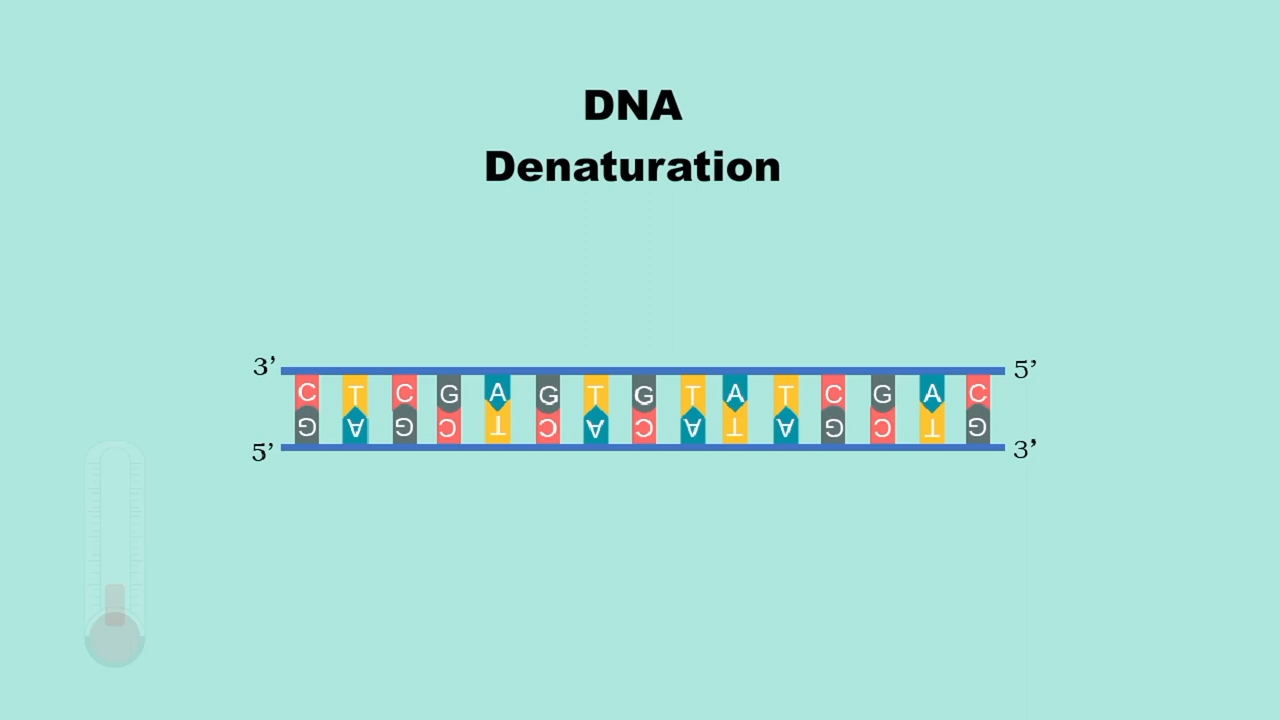 DNA
Denaturation
3’ 5’
C T C G A G T G T A T C G A C
G A G C T C A C A T A G C T G
5’ 3’